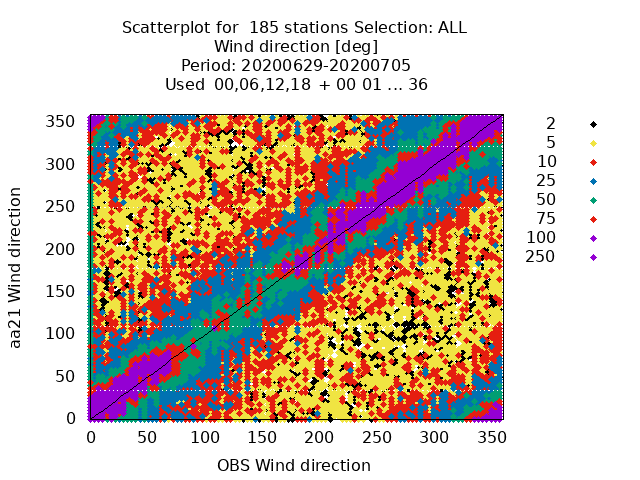 Scatterplot for  185 stations Selection: ALL
Wind direction [deg]
Period: 20200629-20200705
Used  00,06,12,18 + 00 01 ... 36
350
300
250
200
150
100
50
0
aa21 Wind direction
0 50 100 150 200 250 300 350
OBS Wind direction
2
5
10
25
50
75
100
250